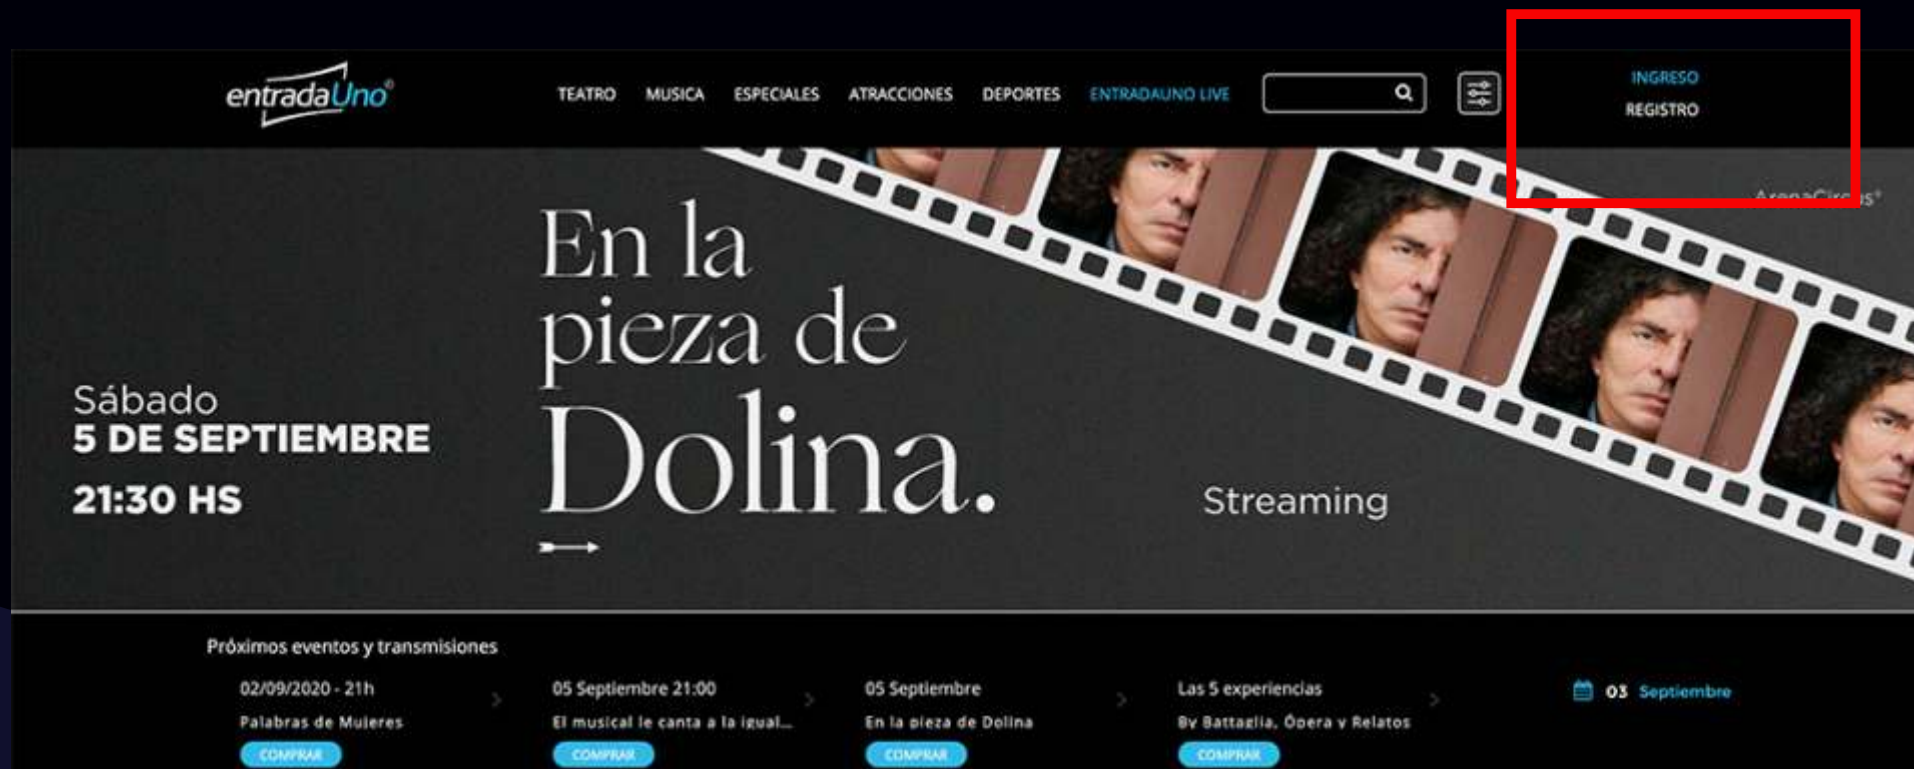 entradaUno®
TEATRO MUSICA ESPECIALES ATRACCIONES DEPORTES ENTRADAUNO LIVE
INGRESO
REGISTRO
ArenaCircus®
En la
pieza de
Dolina.
Sábado
5 DE SEPTIEMBRE
21:30 HS
Streaming
Próximos eventos y transmisiones
02/09/2020 - 21h
Palabras de Mujeres
COMPRAR
05 Septiembre 21:00
El musical le canta a la igual...
COMPRAR
05 Septiembre
En la pieza de Dolina
COMPRAR
Las 5 experiencias
By Battaglia, Ópera y Relatos
COMPRAR
03 Septiembre